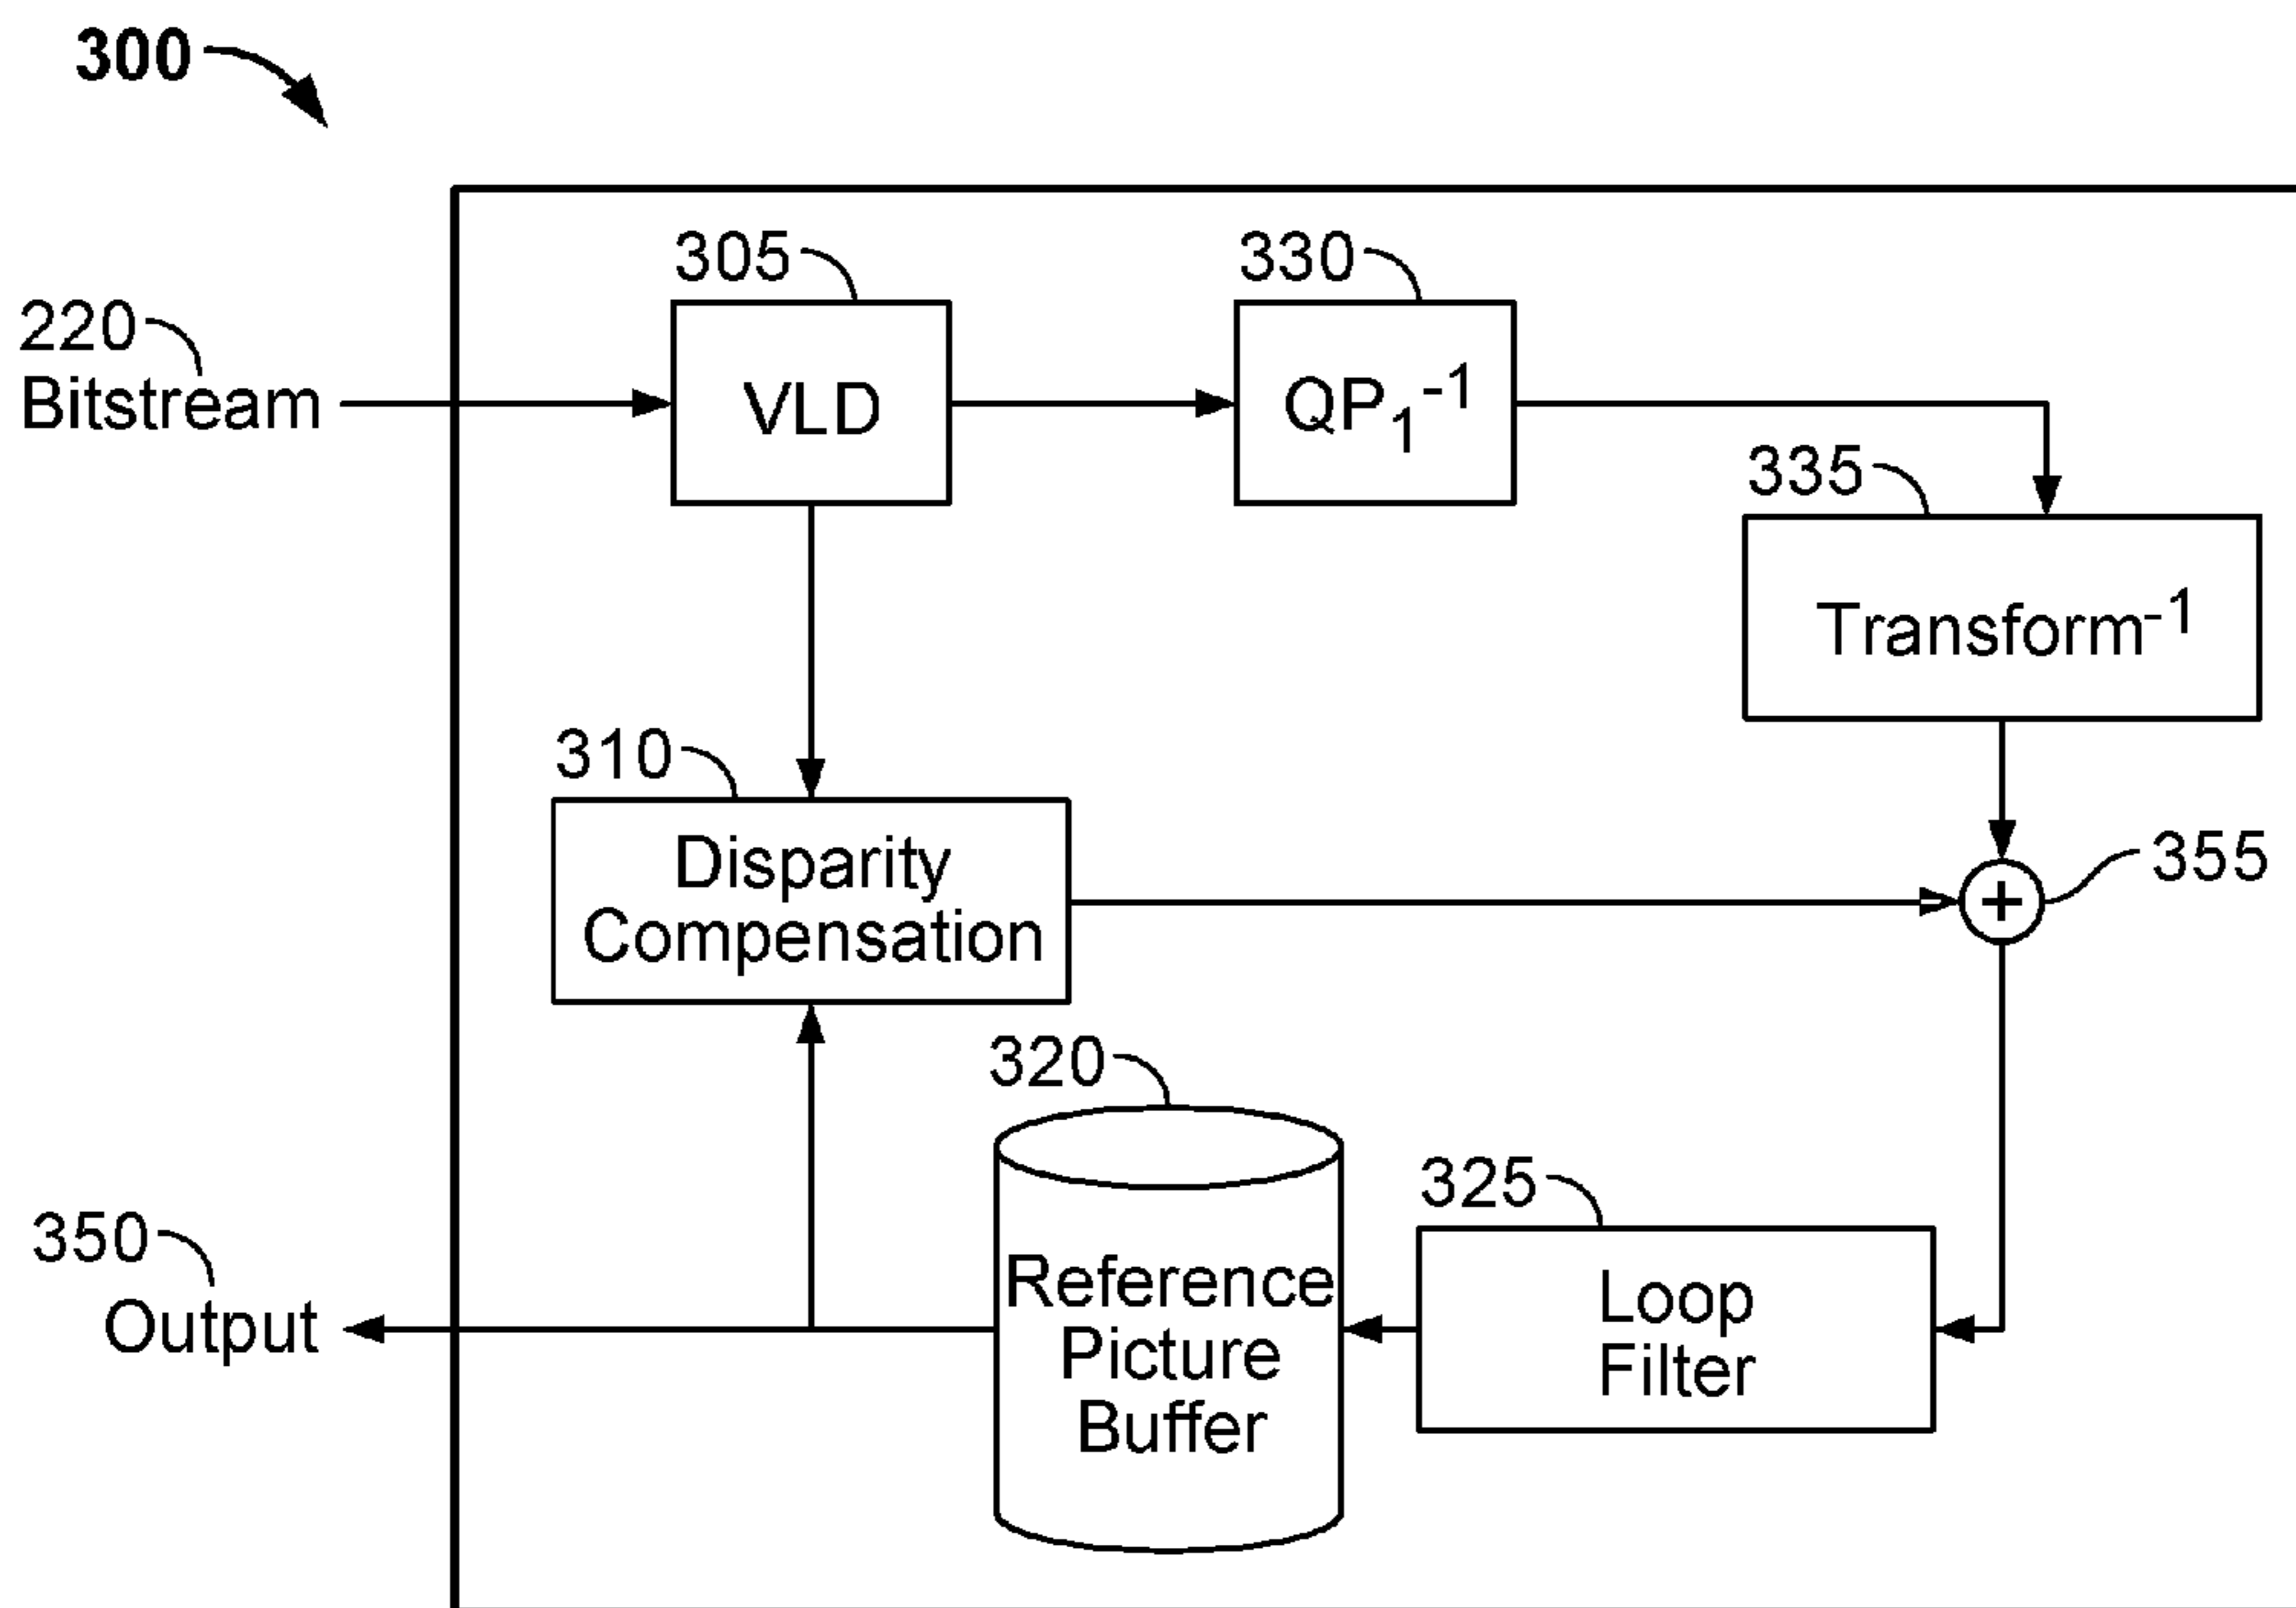 300
305
330
220
Bitstream
VLD
QP₁⁻¹
335
Transform⁻¹
310
Disparity
Compensation
+
355
320
Reference
Picture
Buffer
325
Loop
Filter
350
Output